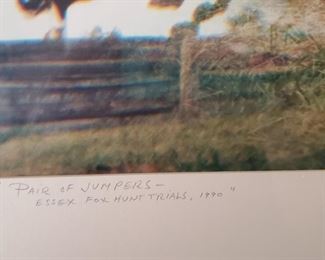 "PAIR OF JUMPERS —
ESSEX FOX HUNT TRIALS, 1990"